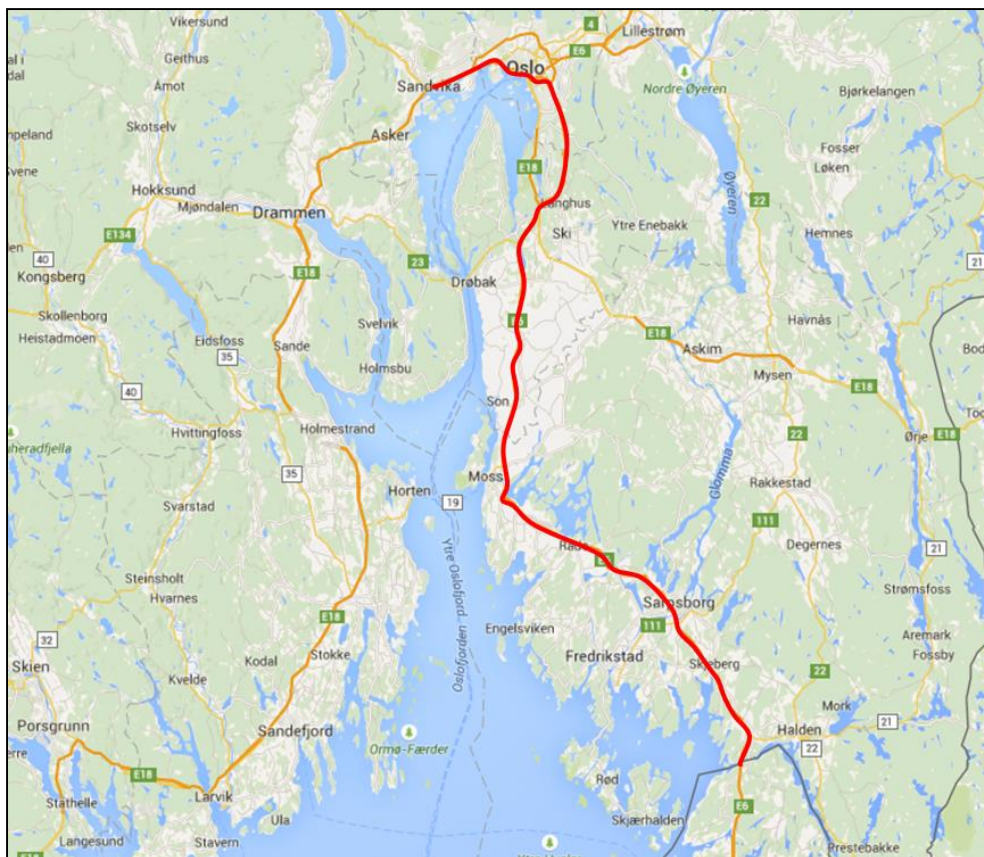 Vikersund
4
Lillestrøm
Geithus
E6
Oslo
Åmot
Sandvika
Nordre Øyeren
Bjørkelangen
Skotselv
Asker
Fosser
Løken
Hokksund
E18
Øyeren
22
Mjøndalen
Drammen
Langhus
E134
Ski
Ytre Enebakk
Hemnes
40
E18
23
21
Kongsberg
Drøbak
Skollenborg
Svelvik
E6
Havnås
Heistadmoen
Eidsfoss
E18
35
Sande
Askim
Holmsbu
Mysen
E18
40
Son
Hvittingfoss
Holmestrand
22
Ørje
E18
35
Moss
Glomma
Horten
19
Rakkestad
Svarstad
111
Degernes
Råde
21
Steinsholt
Ytre Oslofjord
Oslofjorden
Strømsfoss
Hvarnes
Sarpsborg
E18
Engelsviken
111
Aremark
32
Fredrikstad
Fossby
Skien
Kodal
Stokke
Skjeberg
22
Kvelde
Mork
Porsgrunn
Sandefjord
Halden
21
Ormø-Færder
22
E18
Rød
Stathelle
Larvik
E6
Ula
Skjærhalden
Langesund
Stavern
Prestebakke